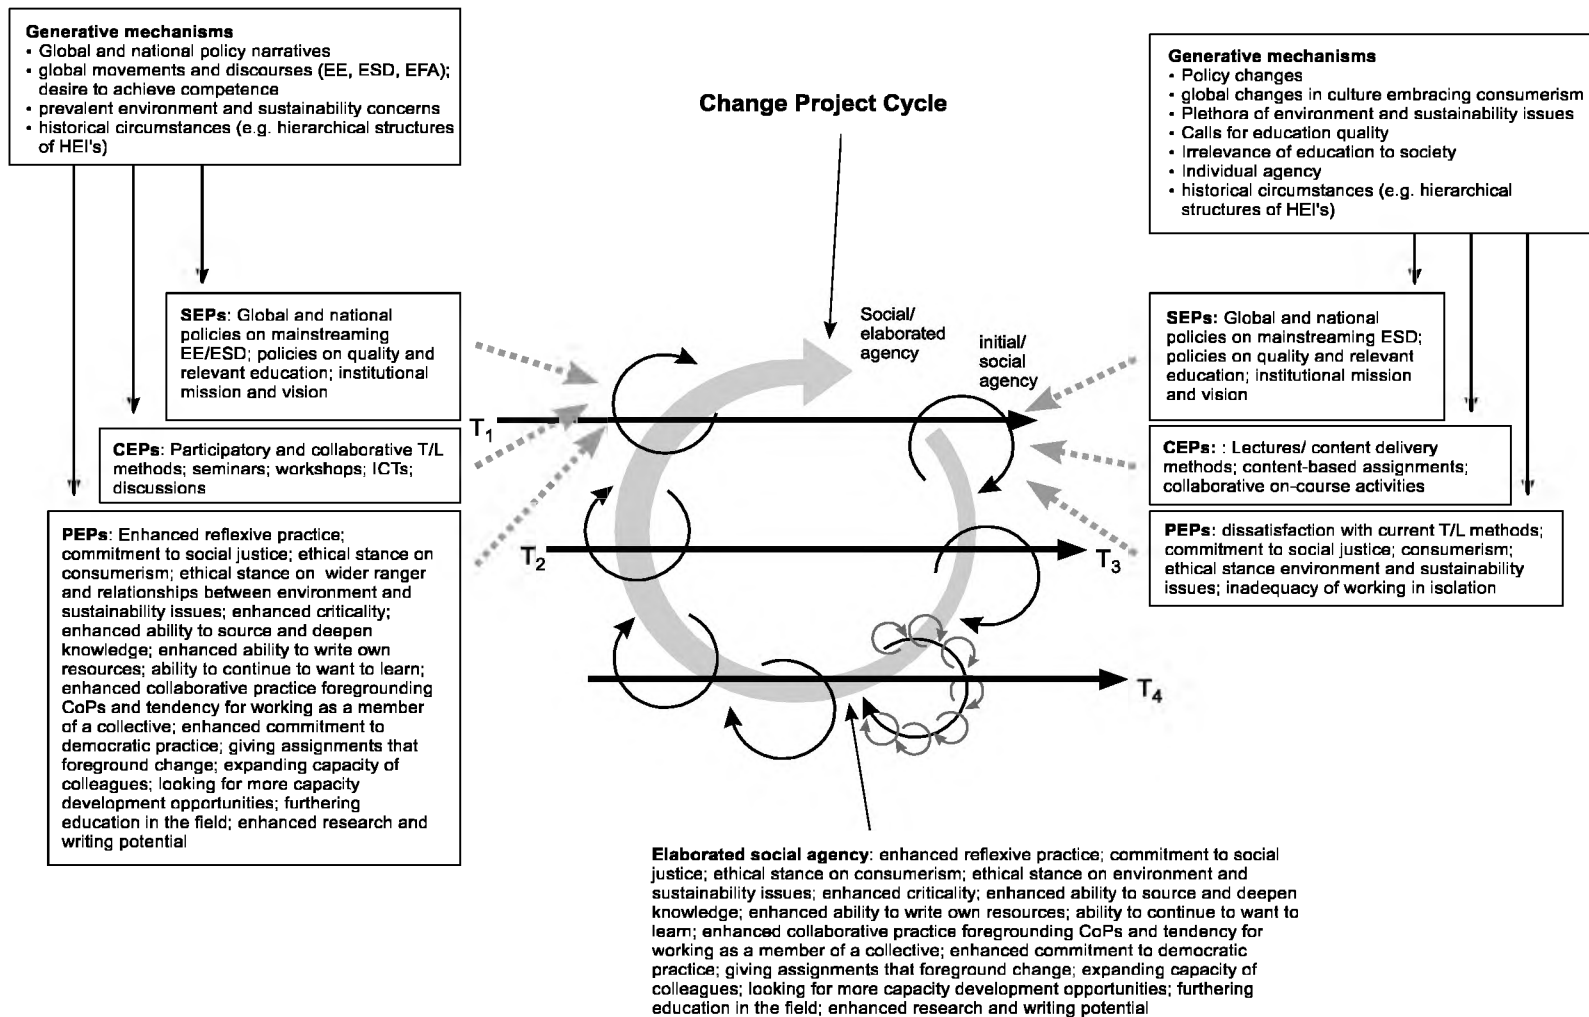 Generative mechanisms
• Global and national policy narratives
• global movements and discourses (EE, ESD, EFA);
desire to achieve competence
• prevalent environment and sustainability concerns
• historical circumstances (e.g. hierarchical structures
of HEI's)
Change Project Cycle
Generative mechanisms
• Policy changes
• global changes in culture embracing consumerism
• Plethora of environment and sustainability issues
• Calls for education quality
• Irrelevance of education to society
• Individual agency
• historical circumstances (e.g. hierarchical
structures of HEI's)
SEPs: Global and national
policies on mainstreaming
EE/ESD; policies on quality and
relevant education; institutional
mission and vision
CEPs: Participatory and collaborative T/L
methods; seminars; workshops; ICTs;
discussions
PEPs: Enhanced reflexive practice;
commitment to social justice; ethical stance on
consumerism; ethical stance on wider ranger
and relationships between environment and
sustainability issues; enhanced criticality;
enhanced ability to source and deepen
knowledge; enhanced ability to write own
resources; ability to continue to want to learn;
enhanced collaborative practice foregrounding
CoPs and tendency for working as a member
of a collective; enhanced commitment to
democratic practice; giving assignments that
foreground change; expanding capacity of
colleagues; looking for more capacity
development opportunities; furthering
education in the field; enhanced research and
writing potential
Social/
elaborated
agency
initial/
social
agency
T1
T2
T3
T4
SEPs: Global and national
policies on mainstreaming ESD;
policies on quality and relevant
education; institutional mission
and vision
CEPs: : Lectures/ content delivery
methods; content-based assignments;
collaborative on-course activities
PEPs: dissatisfaction with current T/L methods;
commitment to social justice; consumerism;
ethical stance environment and sustainability
issues; inadequacy of working in isolation
Elaborated social agency: enhanced reflexive practice; commitment to social
justice; ethical stance on consumerism; ethical stance on environment and
sustainability issues; enhanced criticality; enhanced ability to source and deepen
knowledge; enhanced ability to write own resources; ability to continue to want to
learn; enhanced collaborative practice foregrounding CoPs and tendency for
working as a member of a collective; enhanced commitment to democratic
practice; giving assignments that foreground change; expanding capacity of
colleagues; looking for more capacity development opportunities; furthering
education in the field; enhanced research and writing potential